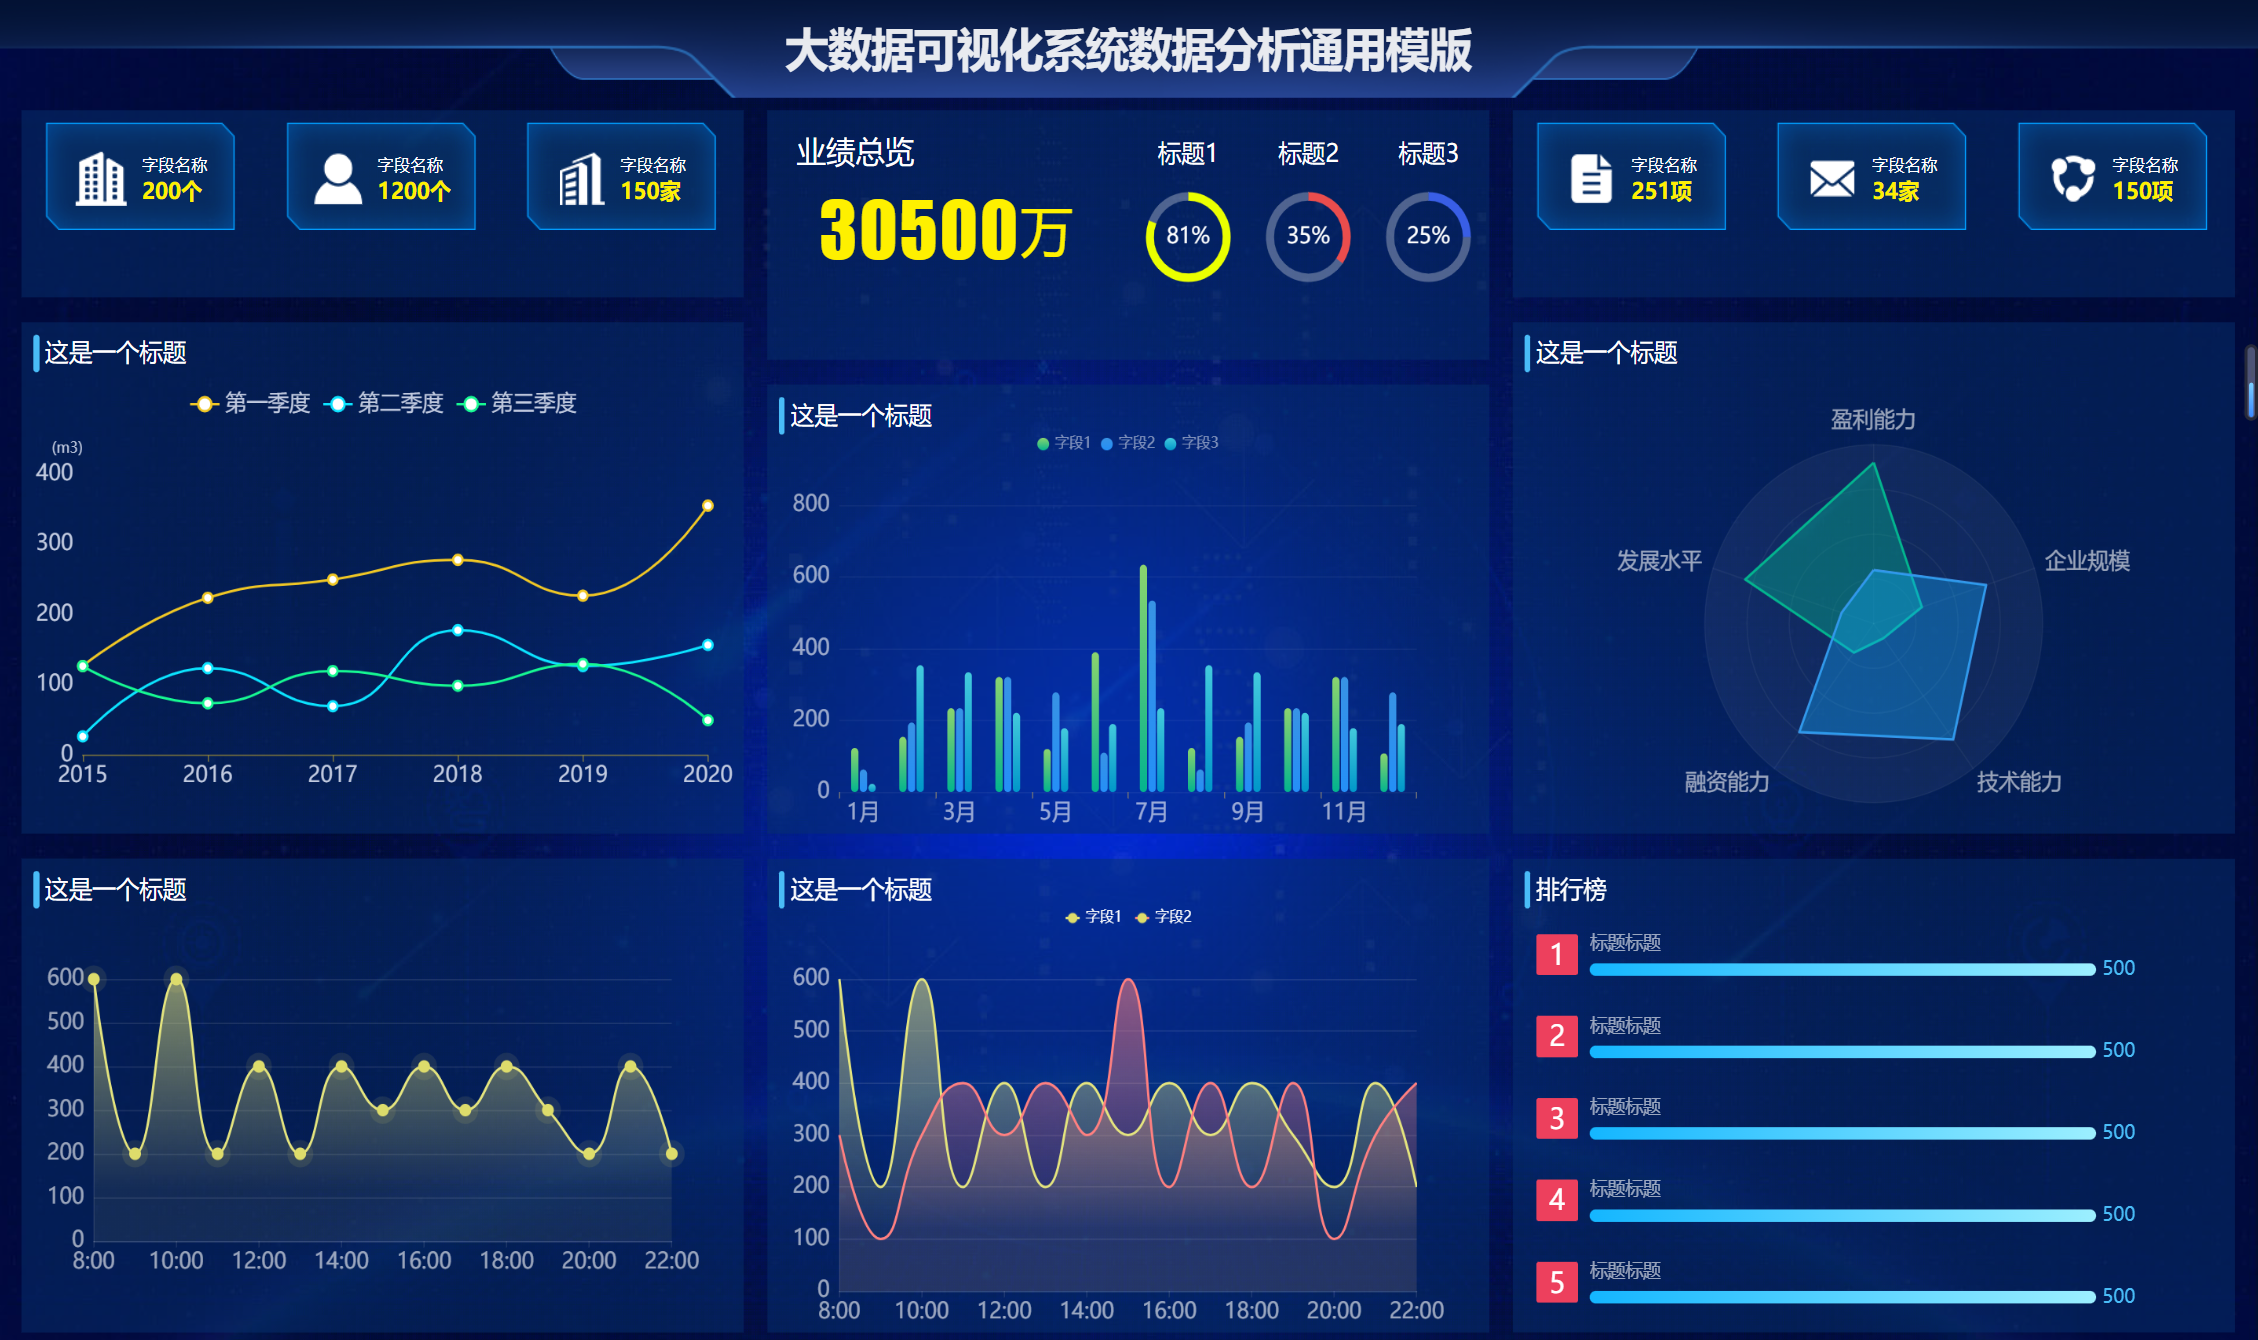 大数据可视化系统数据分析通用模版
字段名称
200个
字段名称
1200个
字段名称
150家
业绩总览
30500万
标题1
81%
标题2
35%
标题3
25%
字段名称
251项
字段名称
34家
字段名称
150项
这是一个标题
第一季度 第二季度 第三季度
(m3)
400
300
200
100
0
2015 2016 2017 2018 2019 2020
这是一个标题
字段1 字段2 字段3
800
600
400
200
0
1月 3月 5月 7月 9月 11月
这是一个标题
盈利能力
发展水平
企业规模
融资能力
技术能力
这是一个标题
600
500
400
300
200
100
0
8:00 10:00 12:00 14:00 16:00 18:00 20:00 22:00
这是一个标题
字段1 字段2
600
500
400
300
200
100
0
8:00 10:00 12:00 14:00 16:00 18:00 20:00 22:00
排行榜
1 标题标题
500
2 标题标题
500
3 标题标题
500
4 标题标题
500
5 标题标题
500